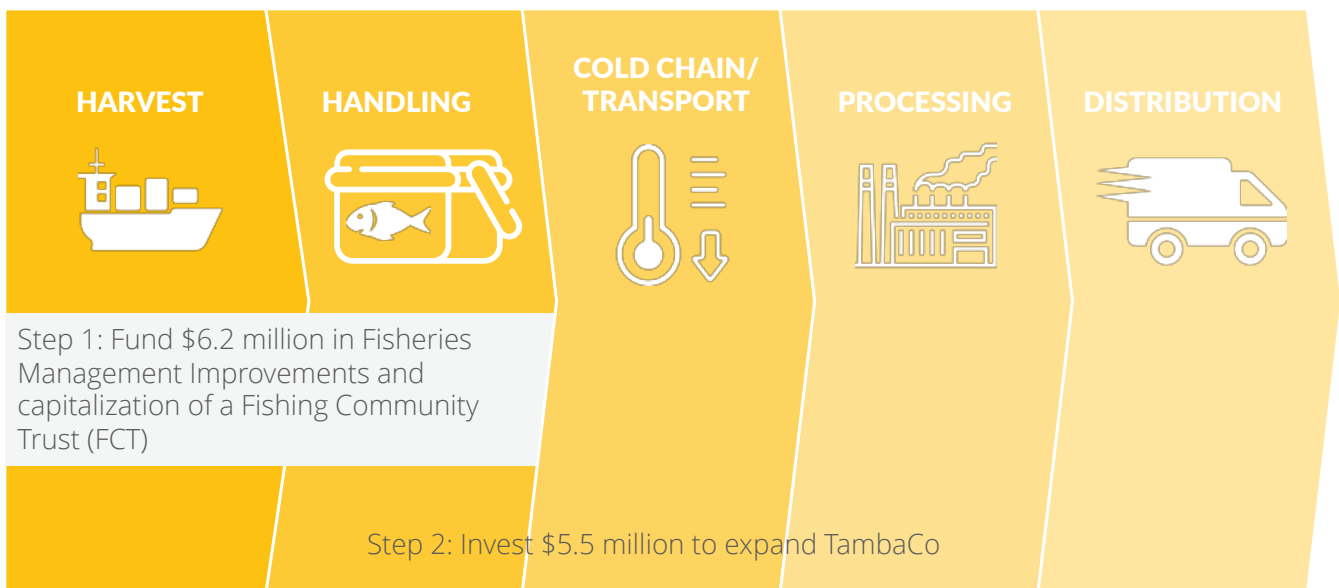 HARVEST
HANDLING
COLD CHAIN/
TRANSPORT
PROCESSING
DISTRIBUTION
Step 1: Fund $6.2 million in Fisheries
Management Improvements and
capitalization of a Fishing Community
Trust (FCT)
Step 2: Invest $5.5 million to expand TambaCo